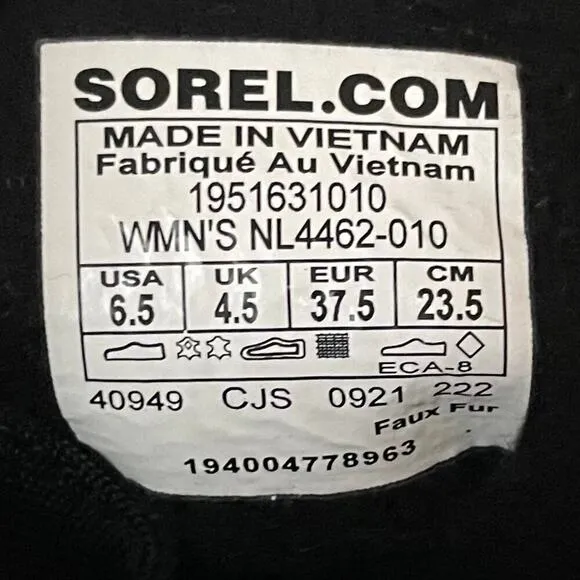 SOREL.COM
MADE IN VIETNAM
Fabriqué Au Vietnam
1951631010
WMN'S NL4462-010
USA UK EUR CM
6.5 4.5 37.5 23.5
ECA-8
40949 CJS 0921 222
Faux Fur
194004778963